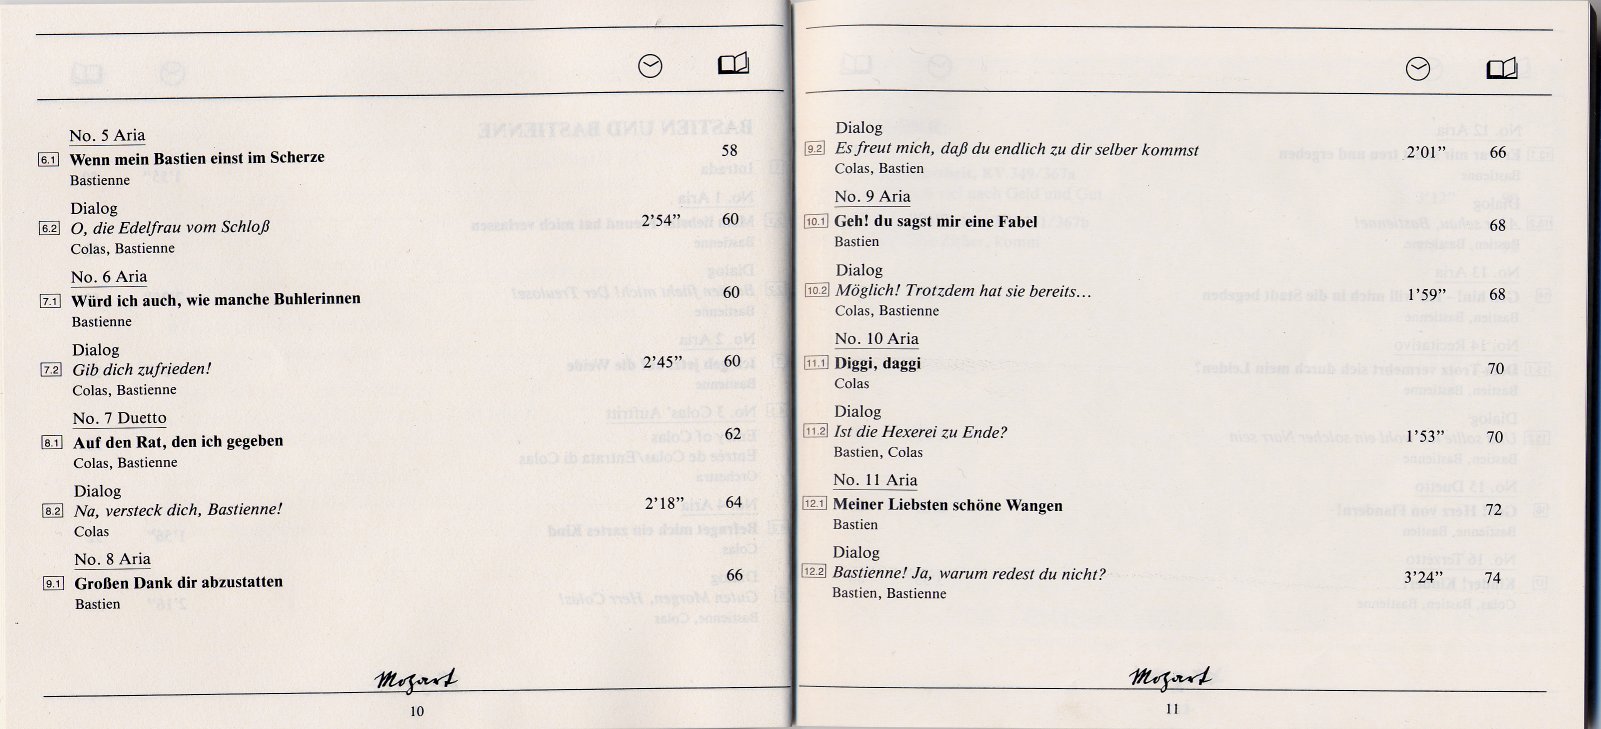 No. 5 Aria
6.1 Wenn mein Bastien einst im Scherze 58
Bastienne
Dialog
6.2 O, die Edelfrau vom Schloß 2’54” 60
Colas, Bastienne
No. 6 Aria
7.1 Würd ich auch, wie manche Buhlerinnen 60
Bastienne
Dialog
7.2 Gib dich zufrieden! 2’45” 60
Colas, Bastienne
No. 7 Duetto
8.1 Auf den Rat, den ich gegeben 62
Colas, Bastienne
Dialog
8.2 Na, versteck dich, Bastienne! 2’18” 64
Colas
No. 8 Aria
9.1 Großen Dank dir abzustatten 66
Bastien
Mozart
10
Dialog
9.2 Es freut mich, daß du endlich zu dir selber kommst 2’01” 66
Colas, Bastien
No. 9 Aria
10.1 Geh! du sagst mir eine Fabel 68
Bastien
Dialog
10.2 Möglich! Trotzdem hat sie bereits... 1’59” 68
Colas, Bastienne
No. 10 Aria
11.1 Diggi, daggi 70
Colas
Dialog
11.2 Ist die Hexerei zu Ende? 1’53” 70
Bastien, Colas
No. 11 Aria
12.1 Meiner Liebsten schöne Wangen 72
Bastien
Dialog
12.2 Bastienne! Ja, warum redest du nicht? 3’24” 74
Bastien, Bastienne
Mozart
11